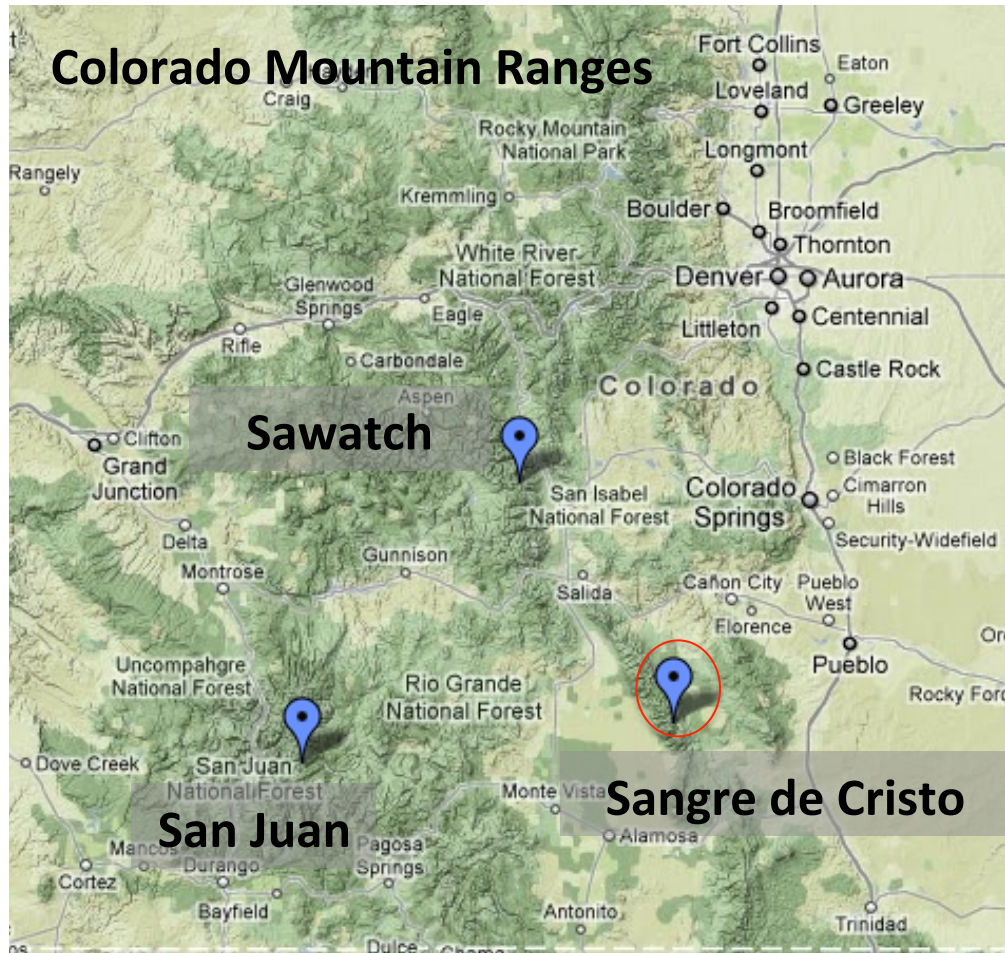 Colorado Mountain Ranges
Fort Collins
Eaton
Craig
Loveland
Greeley
Rocky Mountain
National Park
Longmont
Rangely
Kremmling
Boulder
Broomfield
Thornton
White River
National Forest
Denver
Aurora
Glenwood
Springs
Eagle
Littleton
Centennial
Rifle
Carbondale
Castle Rock
Colorado
Aspen
Sawatch
Clifton
Grand
Junction
Black Forest
Colorado
Springs
Cimarron
Hills
San Isabel
National Forest
Security-Widefield
Delta
Gunnison
Montrose
Salida
Cañon City
Pueblo
West
Florence
Pueblo
Uncompahgre
National Forest
Rio Grande
National Forest
Rocky Ford
Dove Creek
San Juan
National Forest
Monte Vista
Sangre de Cristo
San Juan
Alamosa
Mancos
Pagosa
Springs
Durango
Cortez
Bayfield
Antonito
Trinidad
Dulce
Chama